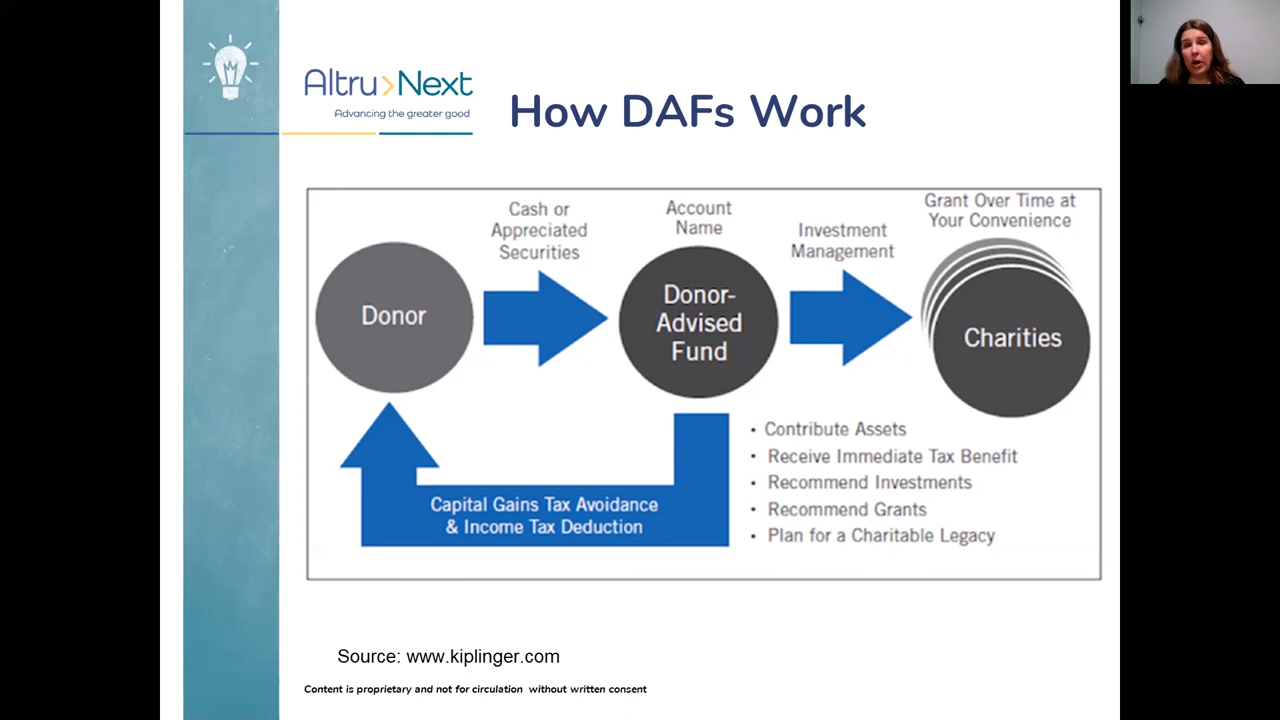 Altru>Next
Advancing the greater good
How DAFs Work
Cash or
Appreciated
Securities
Account
Name
Investment
Management
Grant Over Time at
Your Convenience
Donor
Donor-
Advised
Fund
Charities
Capital Gains Tax Avoidance
& Income Tax Deduction
• Contribute Assets
• Receive Immediate Tax Benefit
• Recommend Investments
• Recommend Grants
• Plan for a Charitable Legacy
Source: www.kiplinger.com
Content is proprietary and not for circulation without written consent